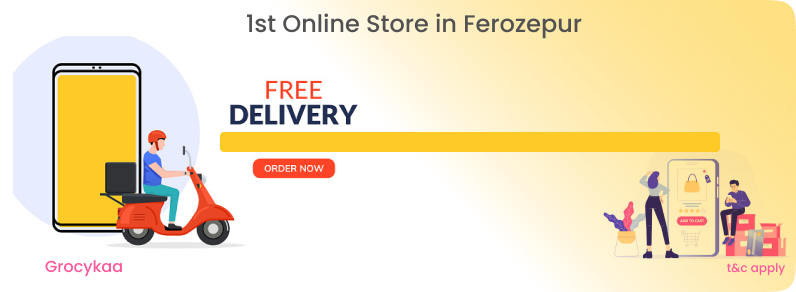 1st Online Store in Ferozepur
FREE
DELIVERY
ORDER NOW
ADD TO CART
Grocykaa
t&c apply